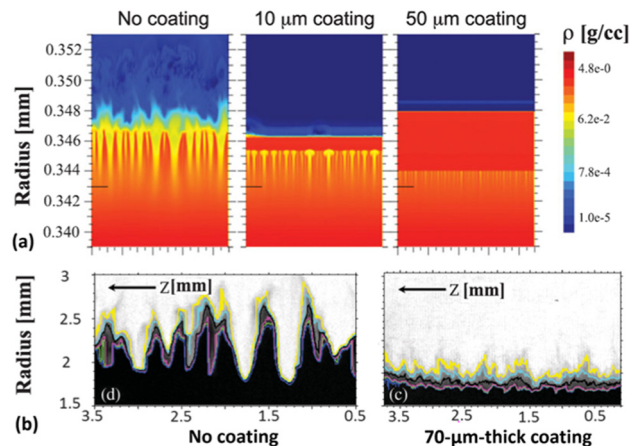 No coating 10 μm coating 50 μm coating
ρ [g/cc]
4.8e-0
6.2e-2
7.8e-4
1.0e-5
Radius [mm]
0.352
0.350
0.348
0.346
0.344
0.342
0.340
(a)
Radius [mm]
3
2.5
2
1.5
Z [mm]
(d)
3.5 2.5 1.5 0.5
No coating
Z [mm]
(c)
3.5 2.5 1.5 0.5
70-μm-thick coating
(b)